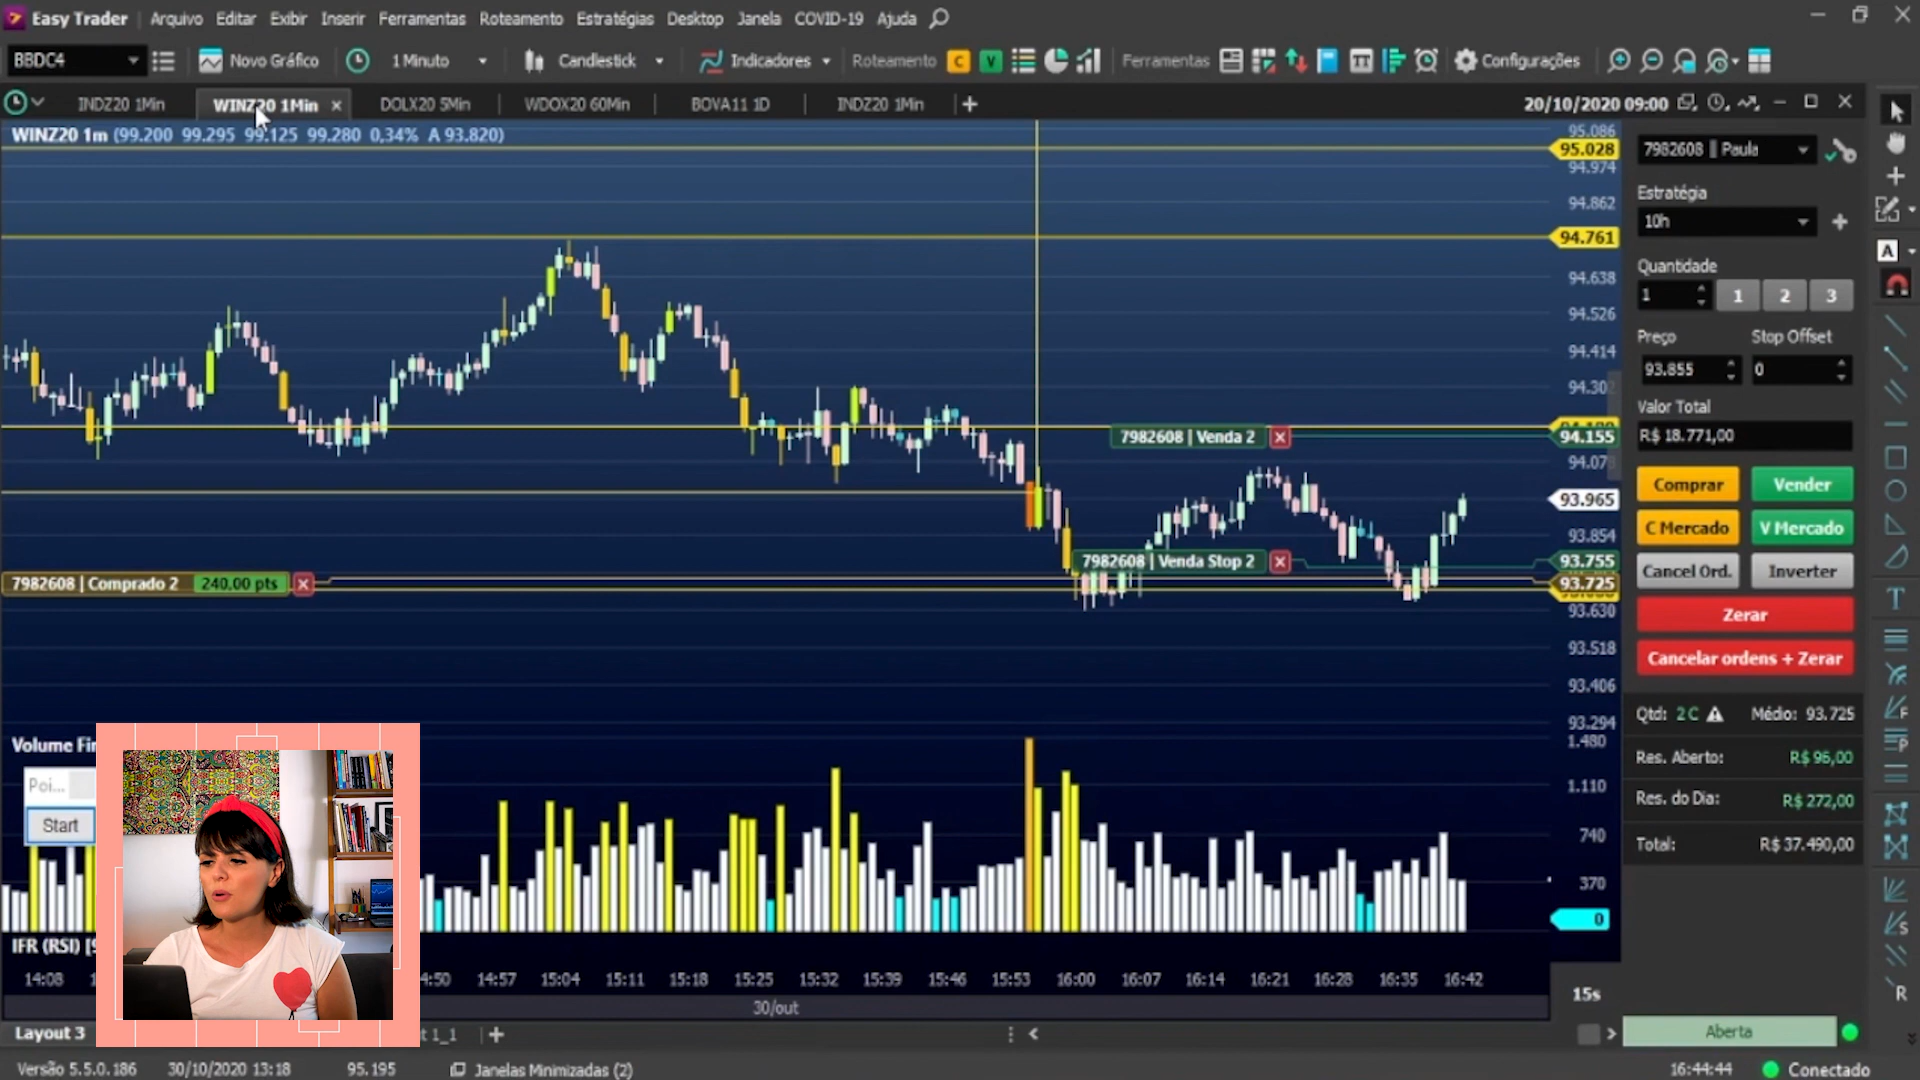 Easy Trader Arquivo Editar Exibir Inserir Ferramentas Roteamento Estratégias Desktop Janela COVID-19 Ajuda
BBDC4 Novo Gráfico 1 Minuto Candlestick Indicadores Roteamento C V Ferramentas TT Configurações
INDZ20 1Min WINZ20 1Min DOLX20 5Min WDOX20 60Min BOVA11 1D INDZ20 1Min + 20/10/2020 09:00
WINZ20 1m (99.200 99.295 99.125 99.280 0,34% A 93.820)
95.086
95.028
94.974
94.862
94.761
94.638
94.526
94.414
94.302
94.155
94.078
93.965
93.854
93.755
93.725
93.630
93.518
93.406
93.294
7982608 | Venda 2
7982608 | Venda Stop 2
7982608 | Comprado 2 240,00 pts
7982608 || Paula
Estratégia
10h
Quantidade
1 1 2 3
Preço Stop Offset
93.855 0
Valor Total
R$ 18.771,00
Comprar Vender
C Mercado V Mercado
Cancel Ord. Inverter
Zerar
Cancelar ordens + Zerar
Qtd: 2 C Médio: 93.725
Res. Aberto: R$ 96,00
Res. do Dia: R$ 272,00
Total: R$ 37.490,00
A
T
F
P
S
R
Volume Fi
Poi...
Start
IFR (RSI) [9
1.480
1.110
740
370
0
14:08 4:50 14:57 15:04 15:11 15:18 15:25 15:32 15:39 15:46 15:53 16:00 16:07 16:14 16:21 16:28 16:35 16:42
30/out
15s
Layout 3 t 1_1 +
Aberta
Versão 5.5.0.186 30/10/2020 13:18 95.195 Janelas Minimizadas (2) 16:44:44 Conectado